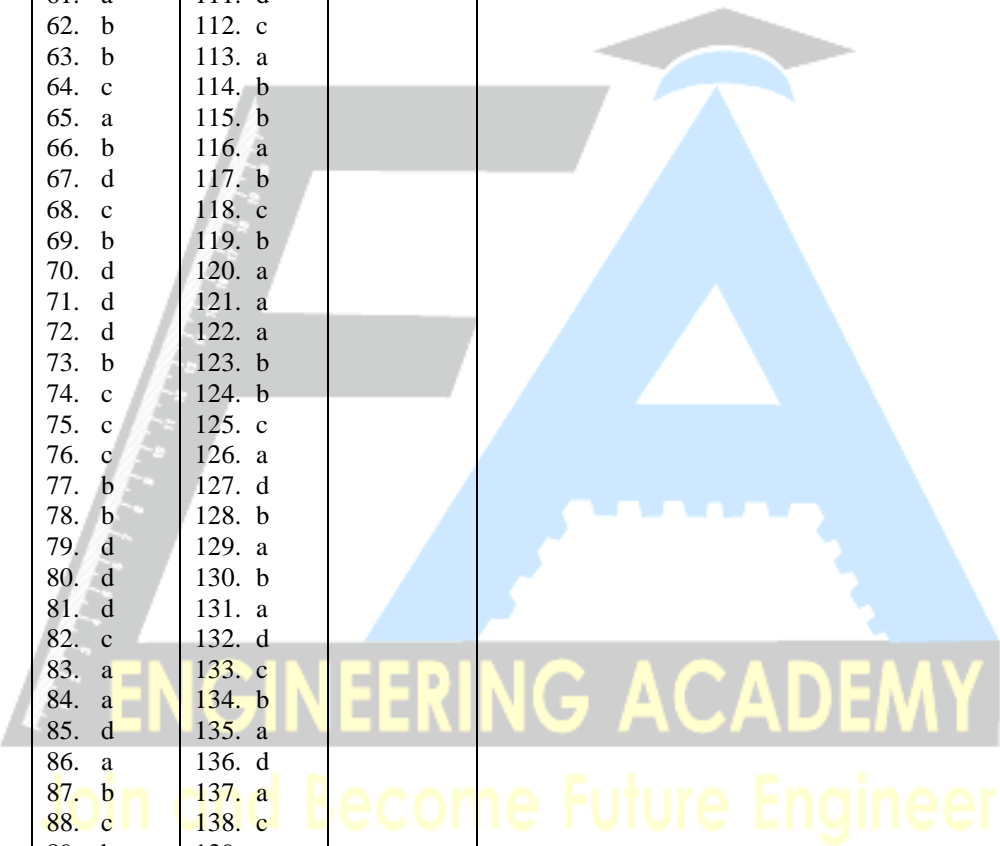 61. a 111. d
62. b 112. c
63. b 113. a
64. c 114. b
65. a 115. b
66. b 116. a
67. d 117. b
68. c 118. c
69. b 119. b
70. d 120. a
71. d 121. a
72. d 122. a
73. b 123. b
74. c 124. b
75. c 125. c
76. c 126. a
77. b 127. d
78. b 128. b
79. d 129. a
80. d 130. b
81. d 131. a
82. c 132. d
83. a 133. c
84. a 134. b
85. d 135. a
86. a 136. d
87. b 137. a
88. c 138. c
ENGINEERING ACADEMY
Join and Become Future Engineer